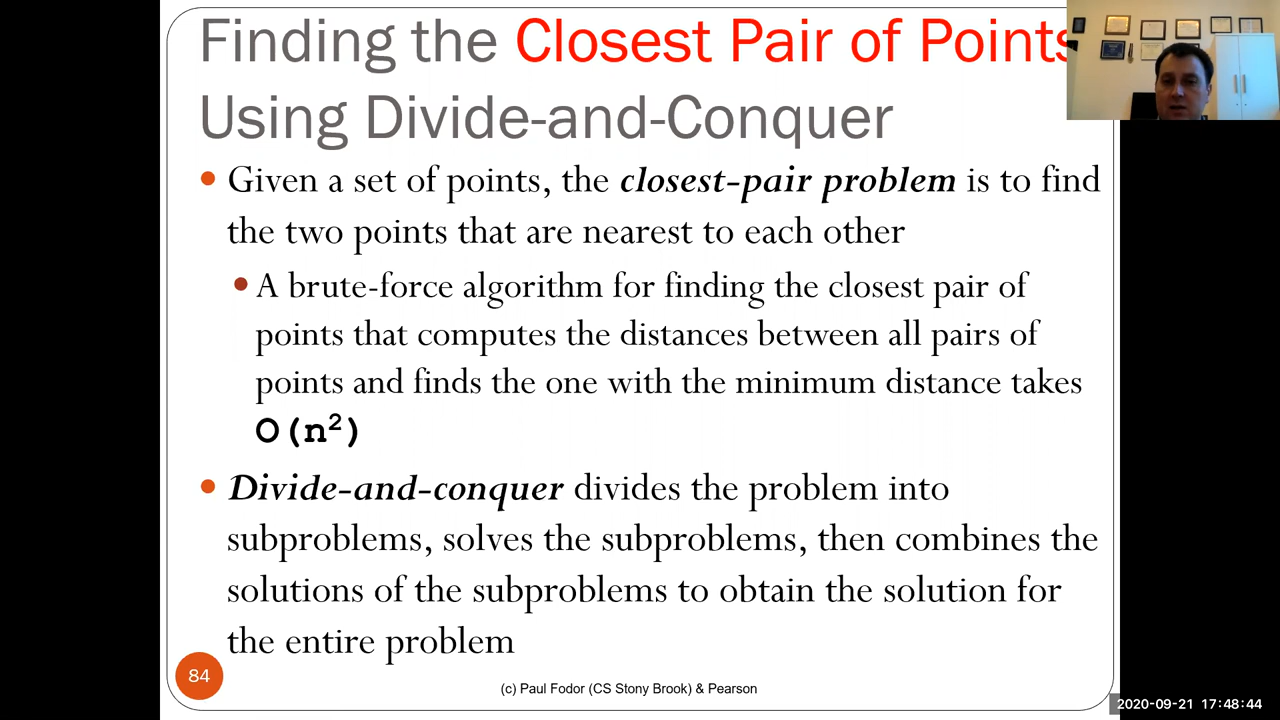 Finding the Closest Pair of Points
Using Divide-and-Conquer
• Given a set of points, the closest-pair problem is to find
the two points that are nearest to each other
• A brute-force algorithm for finding the closest pair of
points that computes the distances between all pairs of
points and finds the one with the minimum distance takes
O(n²)
• Divide-and-conquer divides the problem into
subproblems, solves the subproblems, then combines the
solutions of the subproblems to obtain the solution for
the entire problem
84
(c) Paul Fodor (CS Stony Brook) & Pearson
2020-09-21 17:48:44